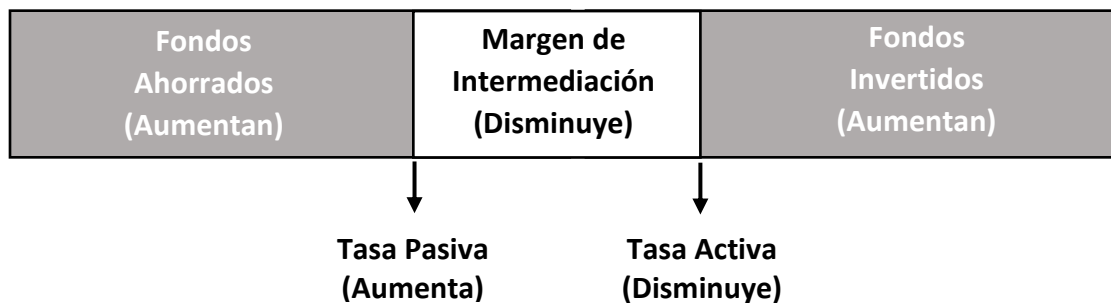 Fondos
Ahorrados
(Aumentan)
Margen de
Intermediación
(Disminuye)
Fondos
Invertidos
(Aumentan)
Tasa Pasiva
(Aumenta)
Tasa Activa
(Disminuye)